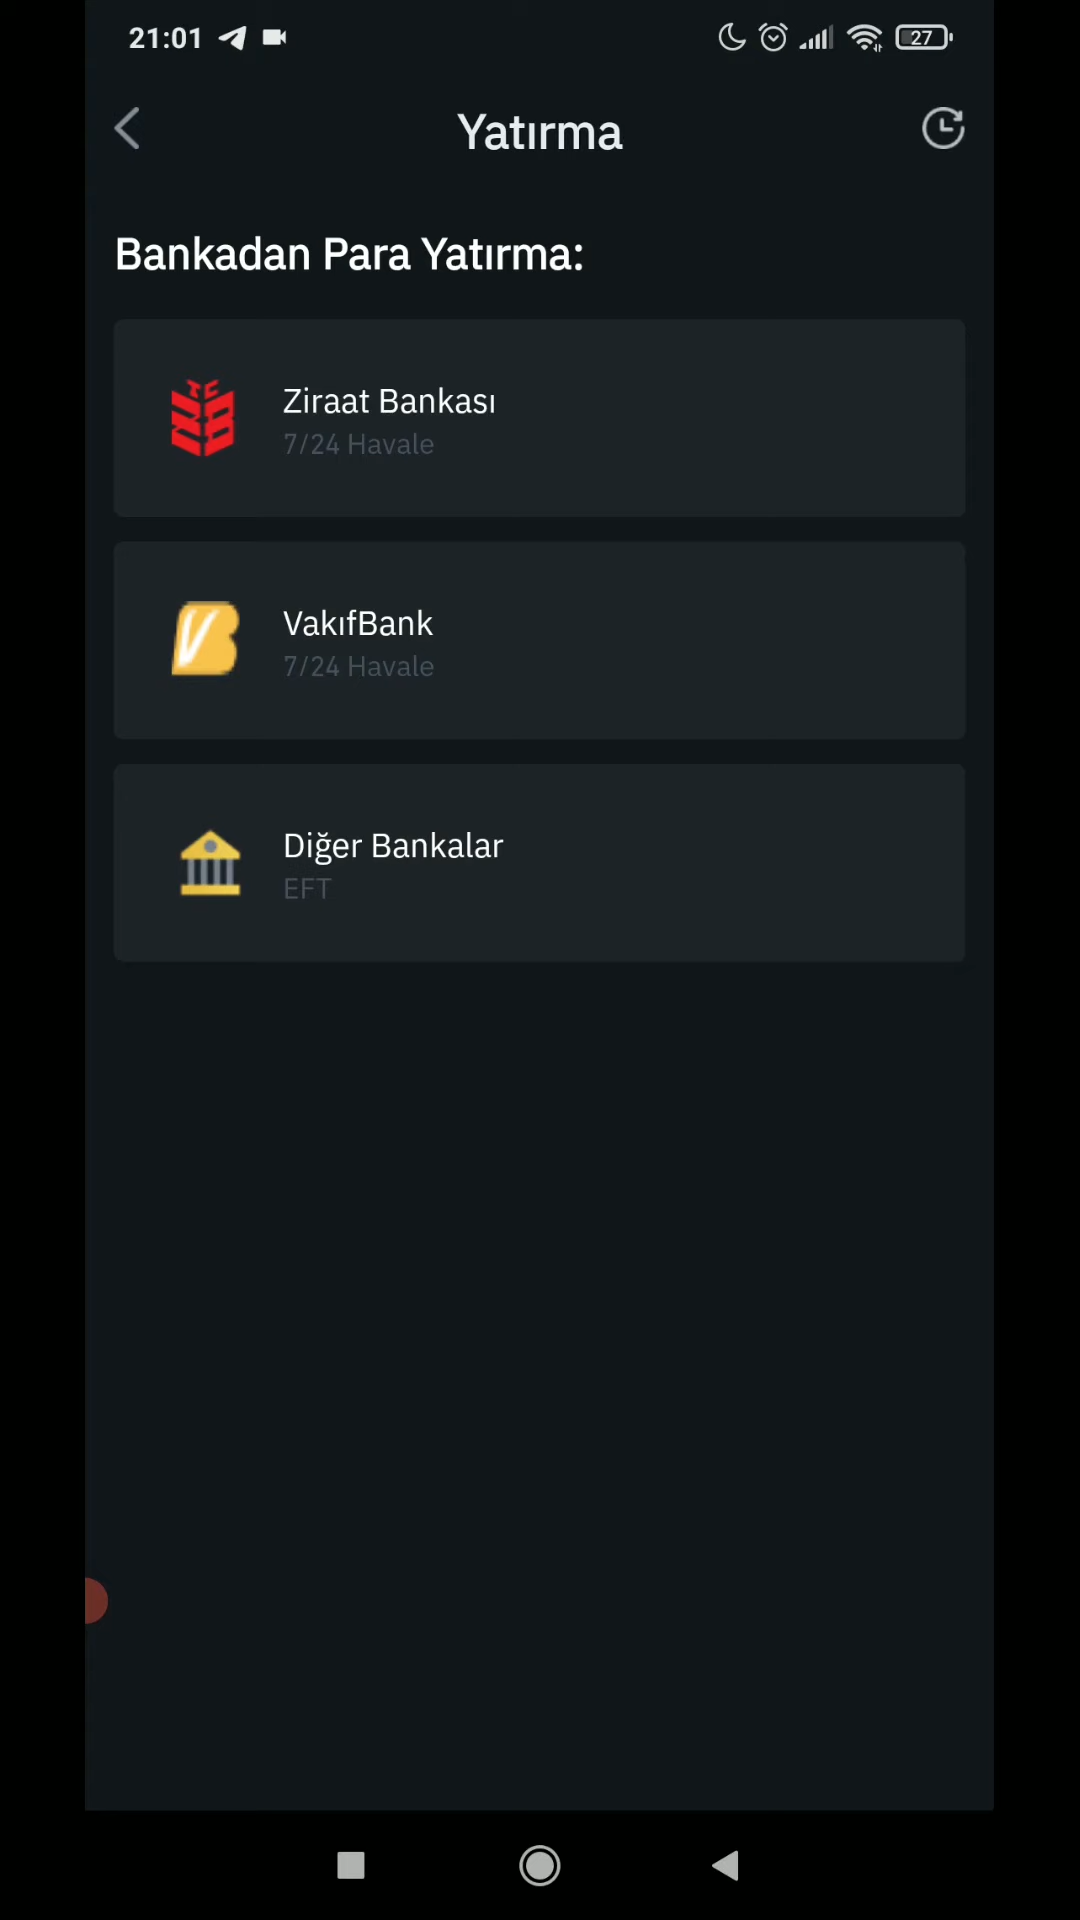 21:01
27
Yatırma
Bankadan Para Yatırma:
Ziraat Bankası
7/24 Havale
VakıfBank
7/24 Havale
Diğer Bankalar
EFT